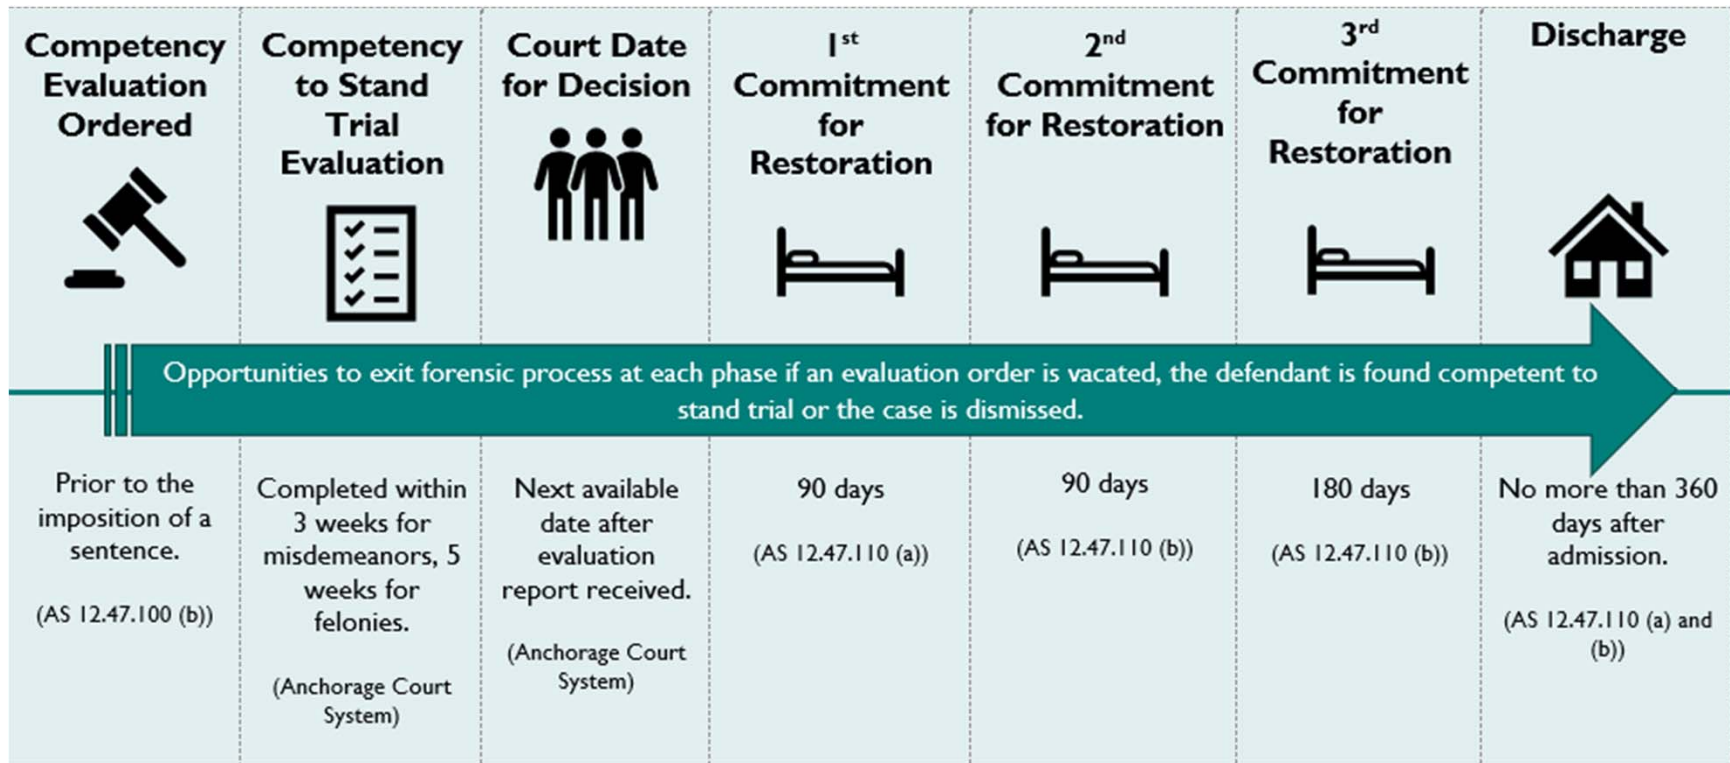 Competency
Evaluation
Ordered
Competency
to Stand
Trial
Evaluation
Court Date
for Decision
1st
Commitment
for
Restoration
2nd
Commitment
for Restoration
3rd
Commitment
for
Restoration
Discharge
Opportunities to exit forensic process at each phase if an evaluation order is vacated, the defendant is found competent to
stand trial or the case is dismissed.
Prior to the
imposition of a
sentence.
(AS 12.47.100 (b))
Completed within
3 weeks for
misdemeanors, 5
weeks for
felonies.
(Anchorage Court
System)
Next available
date after
evaluation
report received.
(Anchorage Court
System)
90 days
(AS 12.47.110 (a))
90 days
(AS 12.47.110 (b))
180 days
(AS 12.47.110 (b))
No more than 360
days after
admission.
(AS 12.47.110 (a) and
(b))